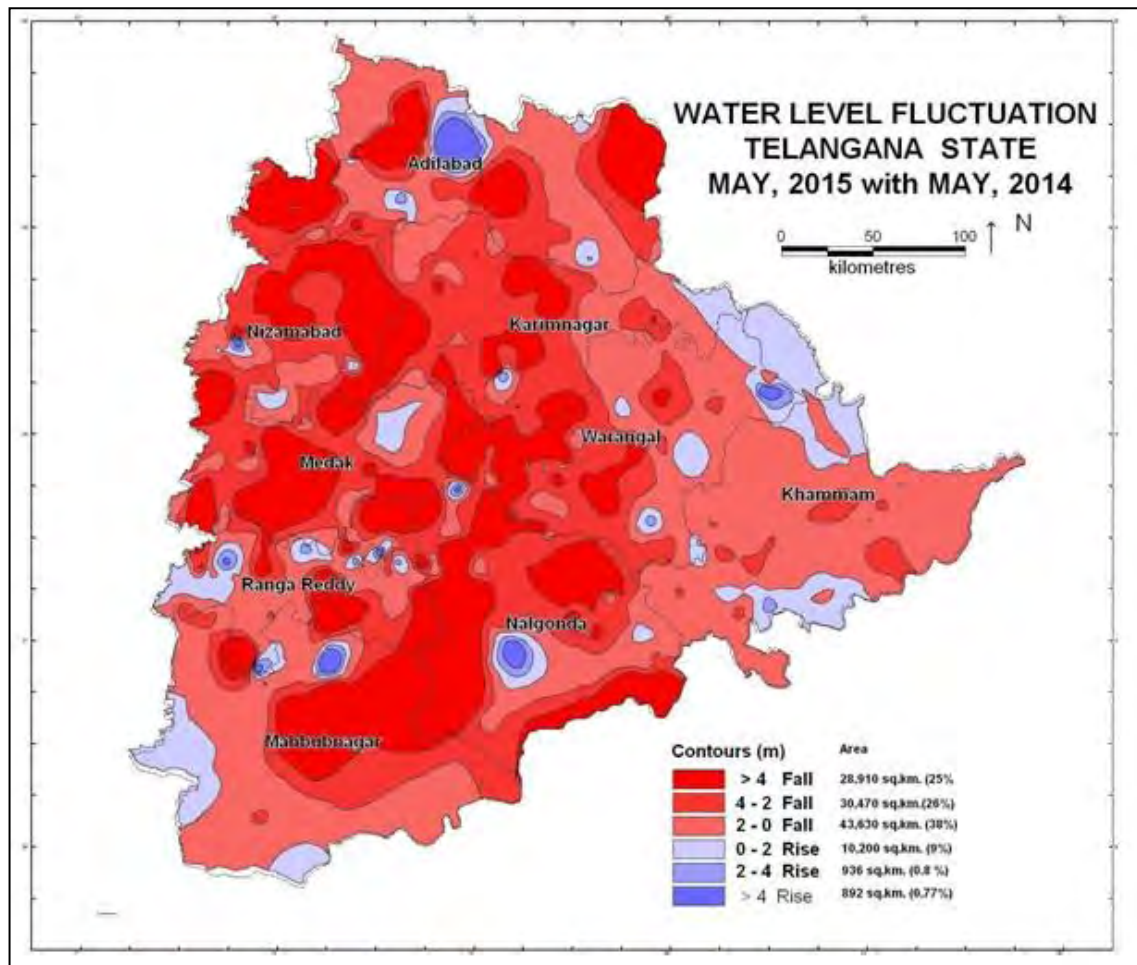 WATER LEVEL FLUCTUATION
TELANGANA STATE
MAY, 2015 with MAY, 2014
N
0 50 100
kilometres
Adilabad
Nizamabad
Karimnagar
Warangal
Medak
Khammam
Ranga Reddy
Nalgonda
Mahbubnagar
Contours (m) Area
> 4 Fall 28,910 sq.km. (25%
4 - 2 Fall 30,470 sq.km.(26%)
2 - 0 Fall 43,630 sq.km. (38%)
0 - 2 Rise 10,200 sq.km. (9%)
2 - 4 Rise 936 sq.km. (0.8 %)
> 4 Rise 892 sq.km. (0.77%)